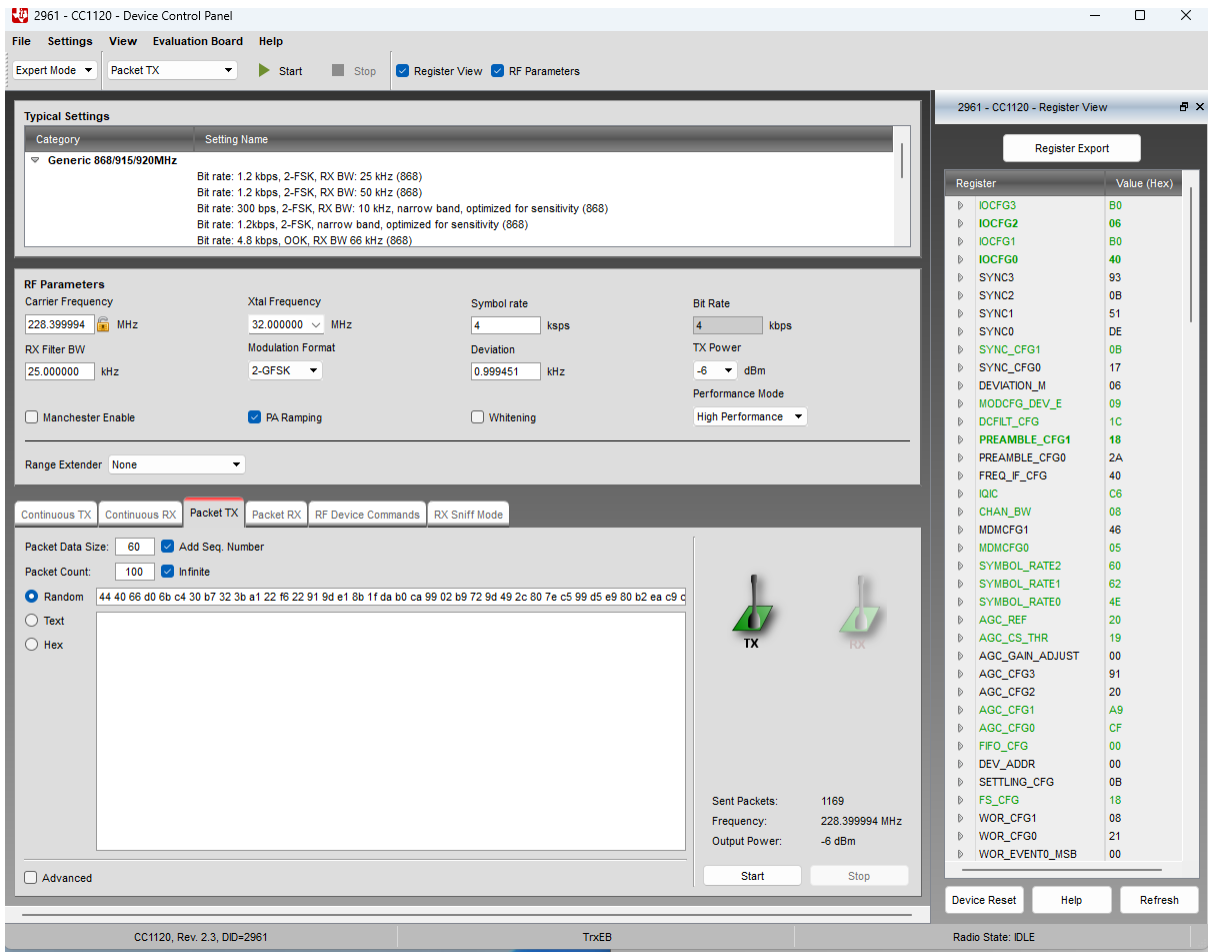 2961 - CC1120 - Device Control Panel
File Settings View Evaluation Board Help
Expert Mode Packet TX Start Stop Register View RF Parameters
Typical Settings
Category Setting Name
Generic 868/915/920MHz
Bit rate: 1.2 kbps, 2-FSK, RX BW: 25 kHz (868)
Bit rate: 1.2 kbps, 2-FSK, RX BW: 50 kHz (868)
Bit rate: 300 bps, 2-FSK, RX BW: 10 kHz, narrow band, optimized for sensitivity (868)
Bit rate: 1.2kbps, 2-FSK, narrow band, optimized for sensitivity (868)
Bit rate: 4.8 kbps, OOK, RX BW 66 kHz (868)
RF Parameters
Carrier Frequency Xtal Frequency Symbol rate Bit Rate
228.399994 MHz 32.000000 MHz 4 ksps 4 kbps
RX Filter BW Modulation Format Deviation TX Power
25.000000 kHz 2-GFSK 0.999451 kHz -6 dBm
Performance Mode
Manchester Enable PA Ramping Whitening High Performance
Range Extender None
Continuous TX Continuous RX Packet TX Packet RX RF Device Commands RX Sniff Mode
Packet Data Size: 60 Add Seq. Number
Packet Count: 100 Infinite
Random 44 40 66 d0 6b c4 30 b7 32 3b a1 22 f6 22 91 9d e1 8b 1f da b0 ca 99 02 b9 72 9d 49 2c 80 7e c5 99 d5 e9 80 b2 ea c9
Text
Hex
TX RX
Sent Packets: 1169
Frequency: 228.399994 MHz
Output Power: -6 dBm
Start Stop
Advanced
2961 - CC1120 - Register View
Register Export
Register Value (Hex)
IOCFG3 B0
IOCFG2 06
IOCFG1 B0
IOCFG0 40
SYNC3 93
SYNC2 0B
SYNC1 51
SYNC0 DE
SYNC_CFG1 0B
SYNC_CFG0 17
DEVIATION_M 06
MODCFG_DEV_E 09
DCFILT_CFG 1C
PREAMBLE_CFG1 18
PREAMBLE_CFG0 2A
FREQ_IF_CFG 40
IQIC C6
CHAN_BW 08
MDMCFG1 46
MDMCFG0 05
SYMBOL_RATE2 60
SYMBOL_RATE1 62
SYMBOL_RATE0 4E
AGC_REF 20
AGC_CS_THR 19
AGC_GAIN_ADJUST 00
AGC_CFG3 91
AGC_CFG2 20
AGC_CFG1 A9
AGC_CFG0 CF
FIFO_CFG 00
DEV_ADDR 00
SETTLING_CFG 0B
FS_CFG 18
WOR_CFG1 08
WOR_CFG0 21
WOR_EVENT0_MSB 00
Device Reset Help Refresh
CC1120, Rev. 2.3, DID=2961 TrxEB Radio State: IDLE